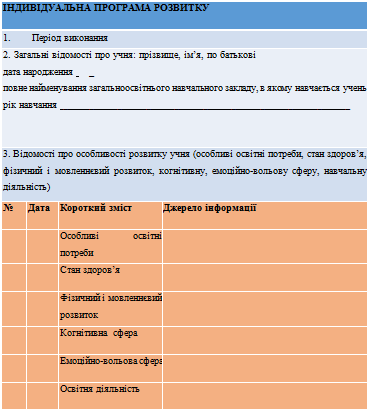 ІНДИВІДУАЛЬНА ПРОГРАМА РОЗВИТКУ
1. Період виконання
2. Загальні відомості про учня: прізвище, ім’я, по батькові
дата народження _ _
повне найменування загальноосвітнього навчального закладу, в якому навчається учень
рік навчання ____________________________________________________________
3. Відомості про особливості розвитку учня (особливі освітні потреби, стан здоров’я,
фізичний і мовленнєвий розвиток, когнітивну, емоційно-вольову сферу, навчальну
діяльність)
№ Дата Короткий зміст Джерело інформації
Особливі освітні
потреби
Стан здоров’я
Фізичний і мовленнєвий
розвиток
Когнітивна сфера
Емоційно-вольова сфера
Освітня діяльність